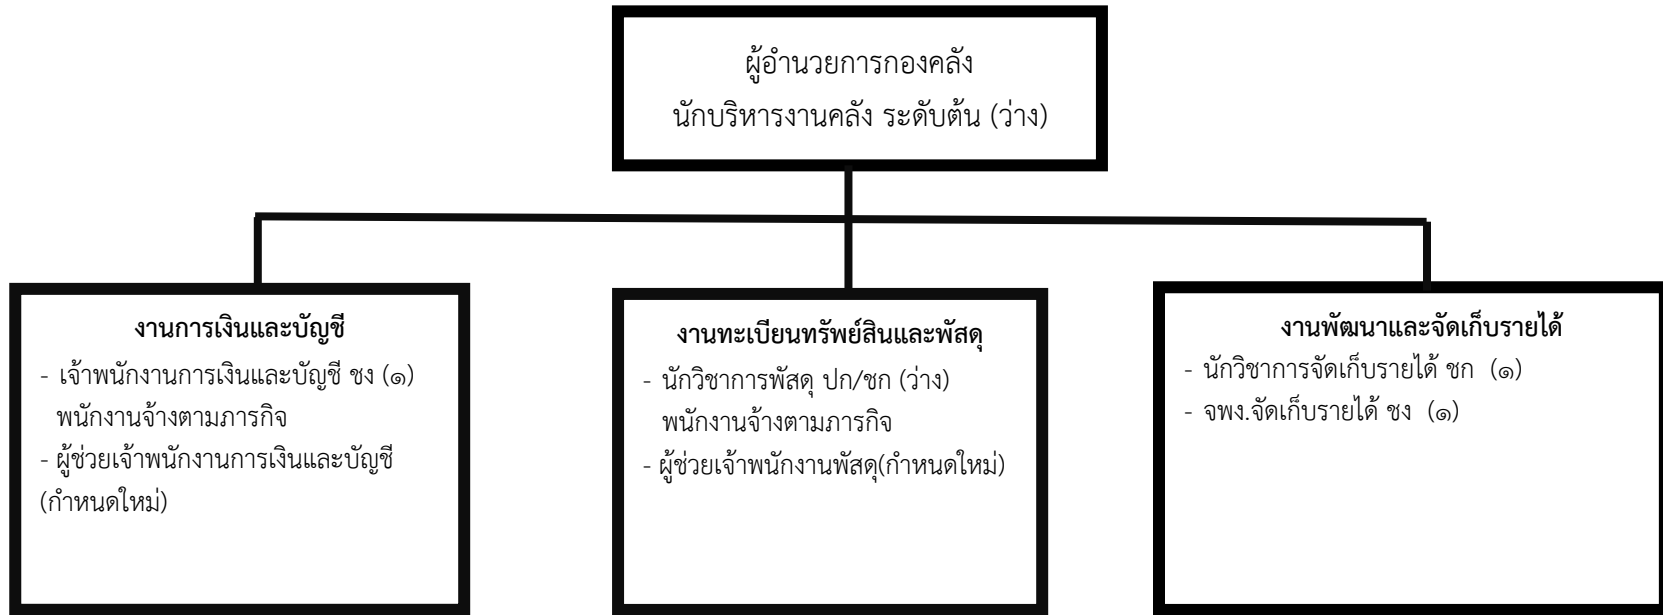 ผู้อำนวยการกองคลัง
นักบริหารงานคลัง ระดับต้น (ว่าง)
งานการเงินและบัญชี
- เจ้าพนักงานการเงินและบัญชี ชง (๑)
พนักงานจ้างตามภารกิจ
- ผู้ช่วยเจ้าพนักงานการเงินและบัญชี
(กำหนดใหม่)
งานทะเบียนทรัพย์สินและพัสดุ
- นักวิชาการพัสดุ ปก/ชก (ว่าง)
พนักงานจ้างตามภารกิจ
- ผู้ช่วยเจ้าพนักงานพัสดุ(กำหนดใหม่)
งานพัฒนาและจัดเก็บรายได้
- นักวิชาการจัดเก็บรายได้ ชก (๑)
- จพง.จัดเก็บรายได้ ชง (๑)